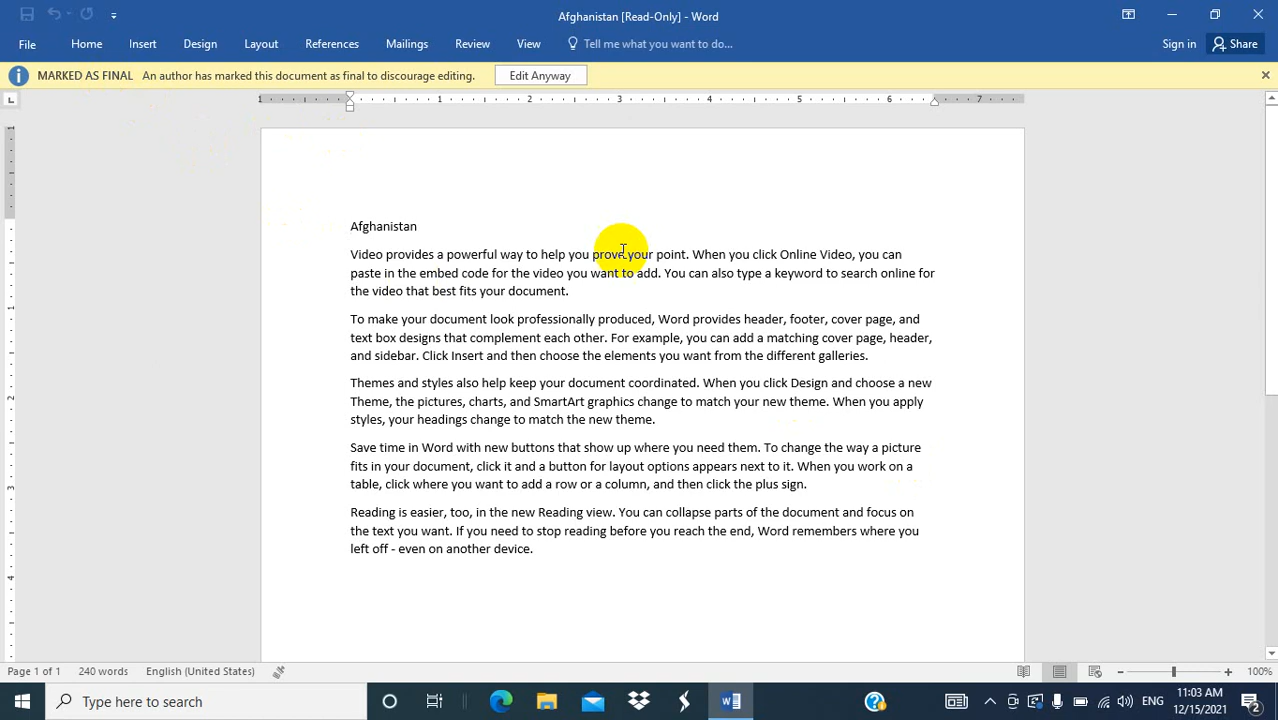 Afghanistan [Read-Only] - Word
File Home Insert Design Layout References Mailings Review View Tell me what you want to do... Sign in Share
MARKED AS FINAL An author has marked this document as final to discourage editing. Edit Anyway
1 1 2 3 4 5 6 7
Afghanistan
Video provides a powerful way to help you prove your point. When you click Online Video, you can
paste in the embed code for the video you want to add. You can also type a keyword to search online for
the video that best fits your document.
To make your document look professionally produced, Word provides header, footer, cover page, and
text box designs that complement each other. For example, you can add a matching cover page, header,
and sidebar. Click Insert and then choose the elements you want from the different galleries.
Themes and styles also help keep your document coordinated. When you click Design and choose a new
Theme, the pictures, charts, and SmartArt graphics change to match your new theme. When you apply
styles, your headings change to match the new theme.
Save time in Word with new buttons that show up where you need them. To change the way a picture
fits in your document, click it and a button for layout options appears next to it. When you work on a
table, click where you want to add a row or a column, and then click the plus sign.
Reading is easier, too, in the new Reading view. You can collapse parts of the document and focus on
the text you want. If you need to stop reading before you reach the end, Word remembers where you
left off - even on another device.
1
1
2
3
4
Page 1 of 1 240 words English (United States) 100%
Type here to search ENG 11:03 AM
12/15/2021 2